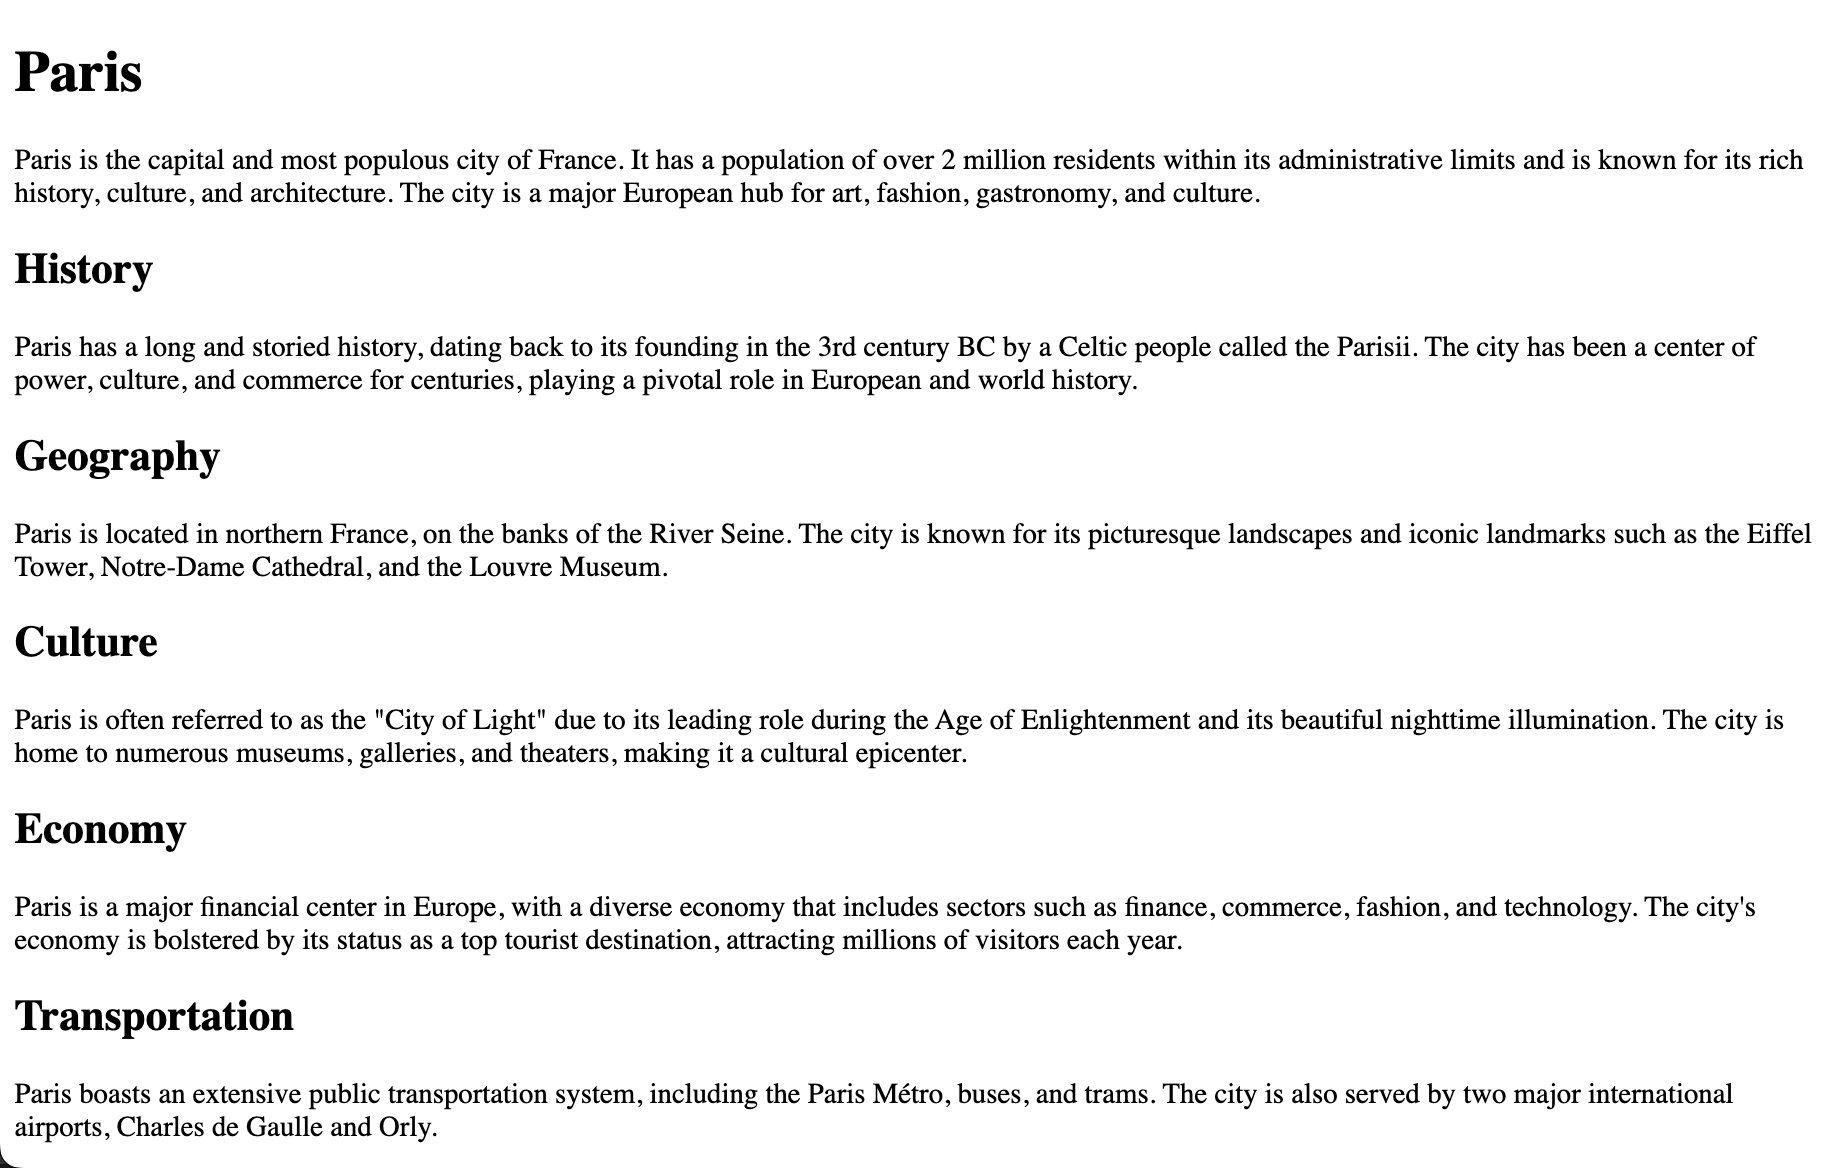 Paris
Paris is the capital and most populous city of France. It has a population of over 2 million residents within its administrative limits and is known for its rich
history, culture, and architecture. The city is a major European hub for art, fashion, gastronomy, and culture.
History
Paris has a long and storied history, dating back to its founding in the 3rd century BC by a Celtic people called the Parisii. The city has been a center of
power, culture, and commerce for centuries, playing a pivotal role in European and world history.
Geography
Paris is located in northern France, on the banks of the River Seine. The city is known for its picturesque landscapes and iconic landmarks such as the Eiffel
Tower, Notre-Dame Cathedral, and the Louvre Museum.
Culture
Paris is often referred to as the "City of Light" due to its leading role during the Age of Enlightenment and its beautiful nighttime illumination. The city is
home to numerous museums, galleries, and theaters, making it a cultural epicenter.
Economy
Paris is a major financial center in Europe, with a diverse economy that includes sectors such as finance, commerce, fashion, and technology. The city's
economy is bolstered by its status as a top tourist destination, attracting millions of visitors each year.
Transportation
Paris boasts an extensive public transportation system, including the Paris Métro, buses, and trams. The city is also served by two major international
airports, Charles de Gaulle and Orly.